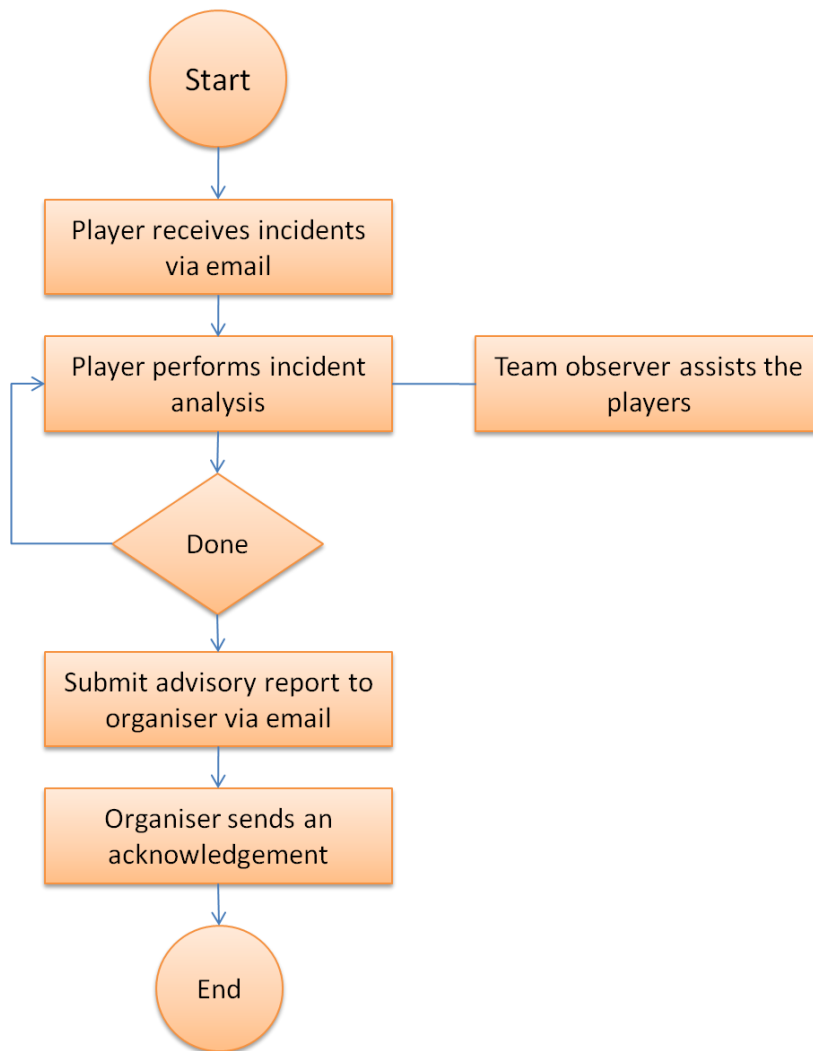 Start
Player receives incidents
via email
Player performs incident
analysis
Team observer assists the
players
Done
Submit advisory report to
organiser via email
Organiser sends an
acknowledgement
End